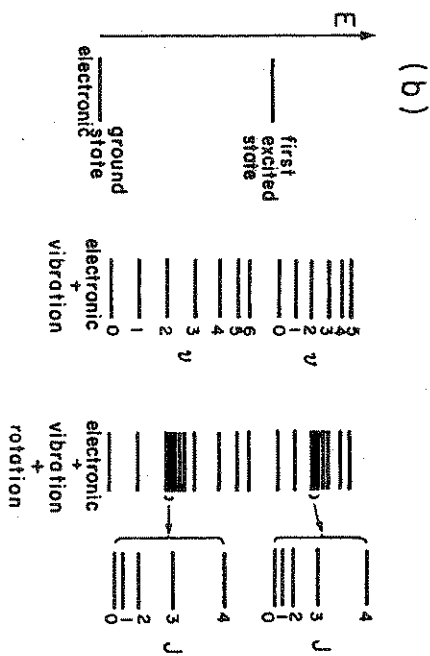 (b)
E
first
excited
state
ground
state
electronic
5
4
3
2
1
0
υ
6
5
4
3
2
1
0
υ
electronic
+
vibration
4
3
2
1
0
J
4
3
2
1
0
J
electronic
+
vibration
+
rotation